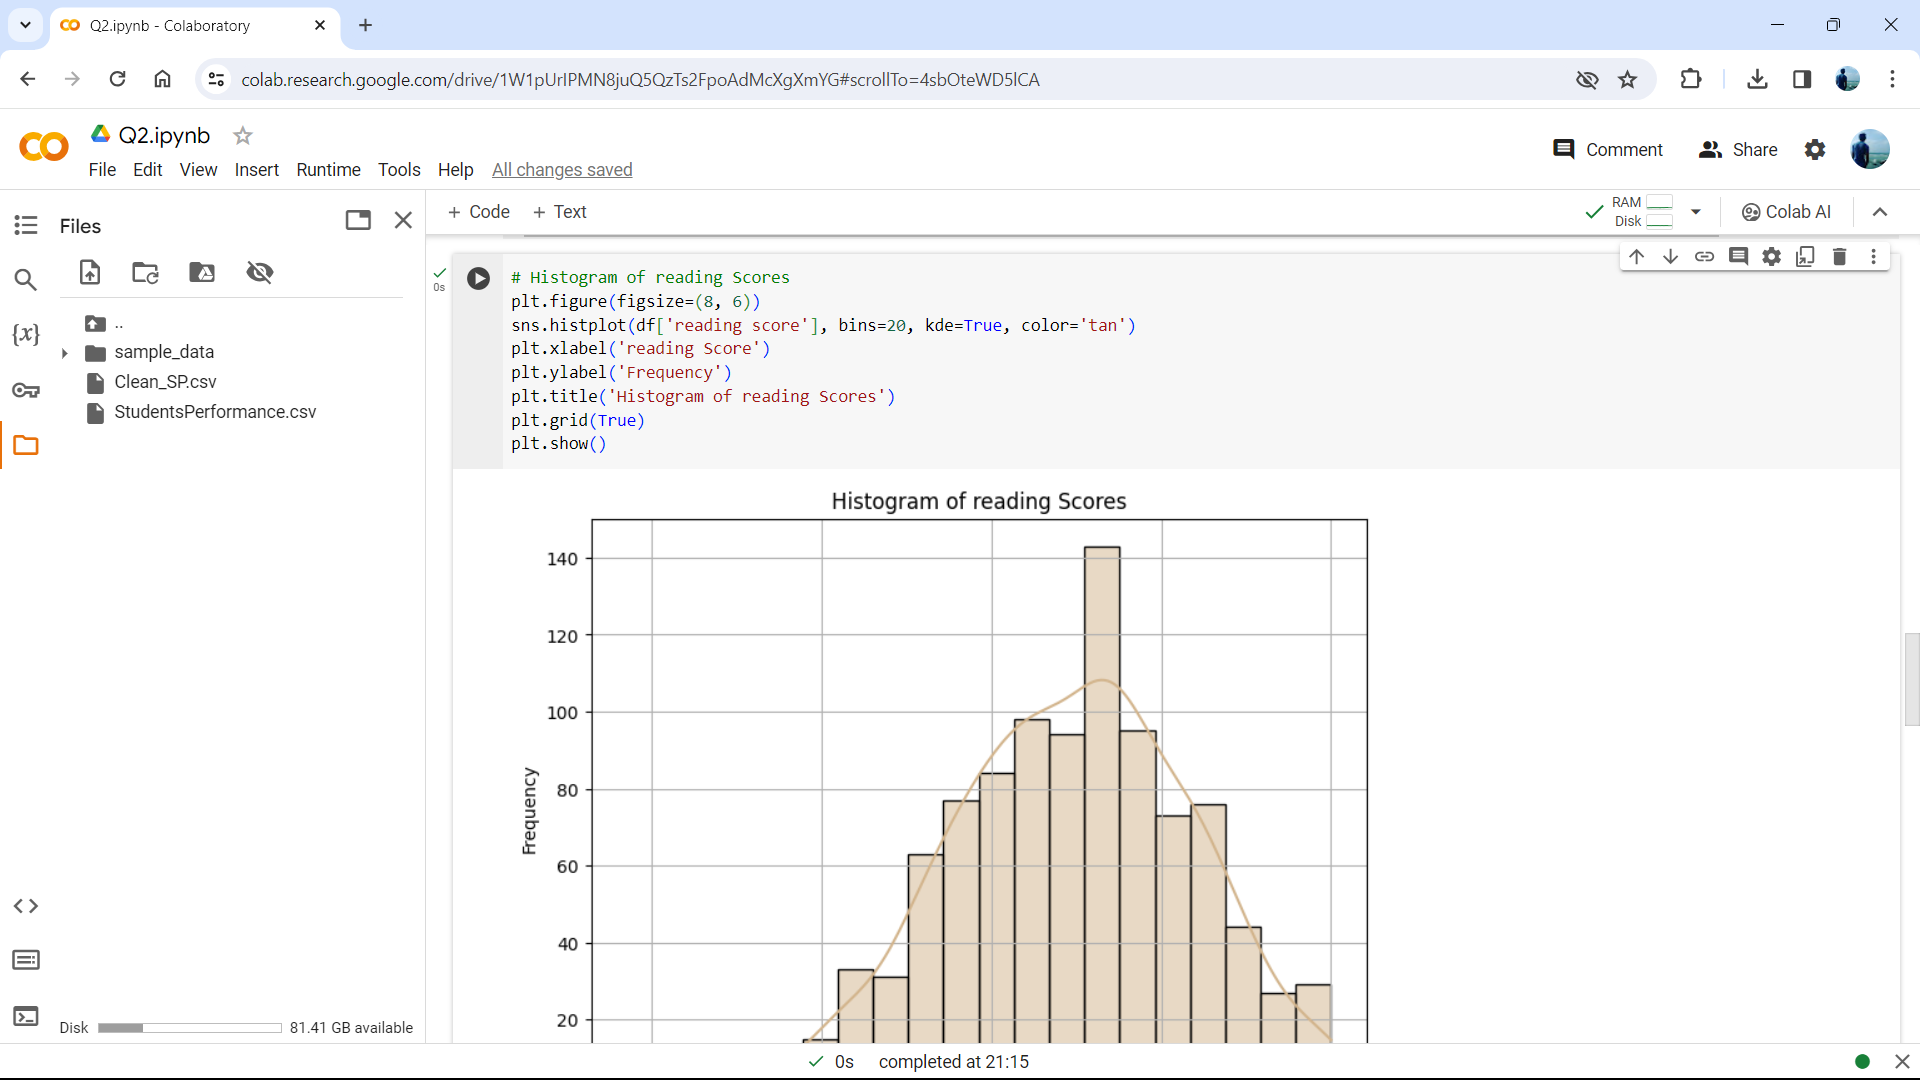 Q2.ipynb - Colaboratory
colab.research.google.com/drive/1W1pUrlPMN8juQ5QzTs2FpoAdMcXgXmYG#scrollTo=4sbOteWD5lCA
Q2.ipynb
File Edit View Insert Runtime Tools Help All changes saved
Comment Share
Files
+ Code + Text
RAM
Disk
Colab AI
..
sample_data
Clean_SP.csv
StudentsPerformance.csv
{x}
0s
# Histogram of reading Scores
plt.figure(figsize=(8, 6))
sns.histplot(df['reading score'], bins=20, kde=True, color='tan')
plt.xlabel('reading Score')
plt.ylabel('Frequency')
plt.title('Histogram of reading Scores')
plt.grid(True)
plt.show()
Histogram of reading Scores
140
120
100
80
60
40
20
Frequency
Disk 81.41 GB available
0s completed at 21:15